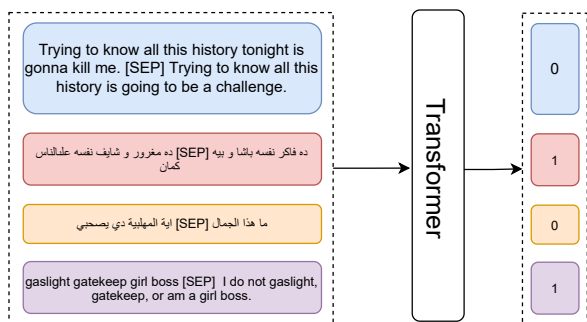 Trying to know all this history tonight is
gonna kill me. [SEP] Trying to know all this
history is going to be a challenge.
0
ده فاكر نفسه باشا و بيه [SEP] ده مغرور و شايف نفسه علىالناس
كمان
1
ما هذا الجمال [SEP] اية المهلبية دي يصحبي
0
gaslight gatekeep girl boss [SEP] I do not gaslight,
gatekeep, or am a girl boss.
1
Transformer